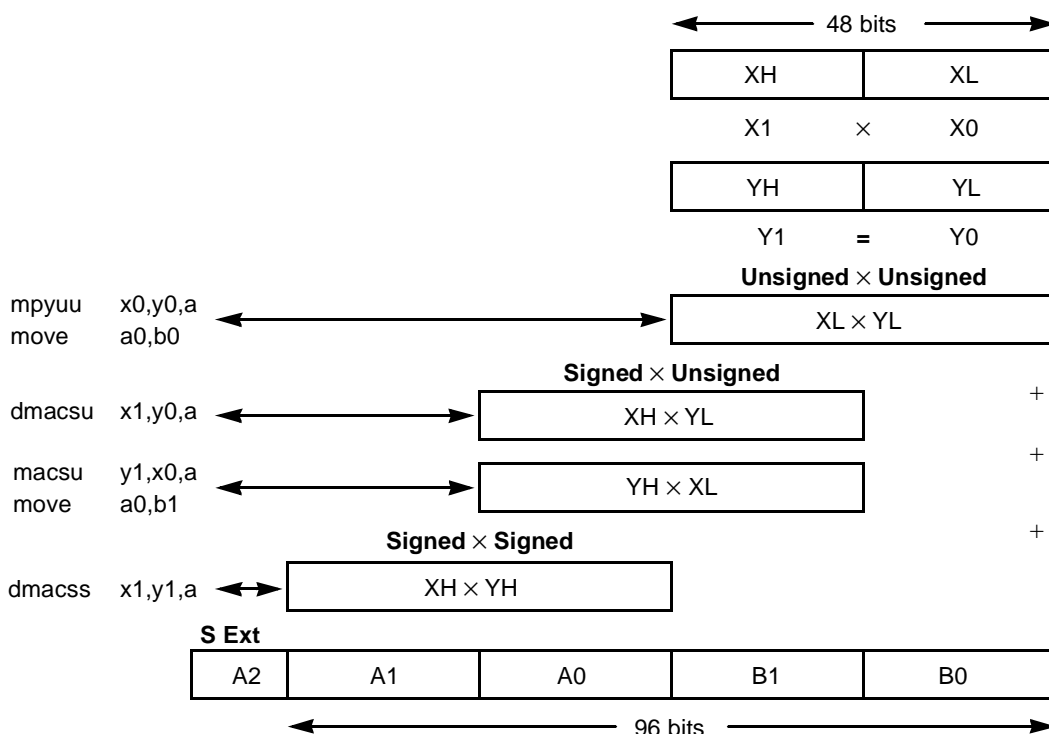 48 bits
XH XL
X1 × X0
YH YL
Y1 = Y0
Unsigned × Unsigned
mpyuu x0,y0,a
move a0,b0
XL × YL
Signed × Unsigned
+
dmacsu x1,y0,a
XH × YL
+
macsu y1,x0,a
move a0,b1
YH × XL
+
Signed × Signed
dmacss x1,y1,a
XH × YH
S Ext
A2 A1 A0 B1 B0
96 bits